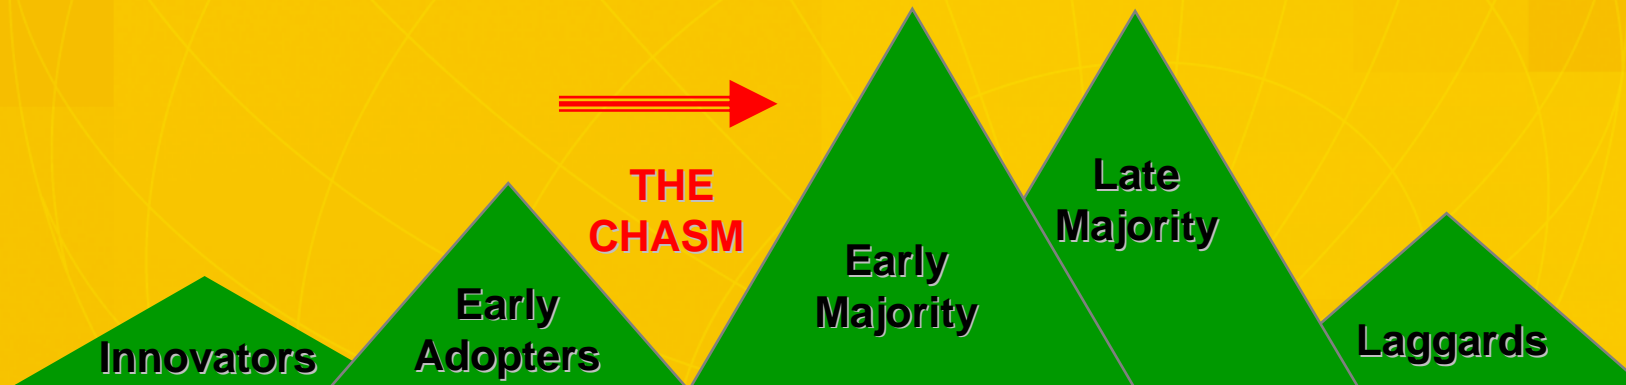 THE
CHASM
Innovators
Early
Adopters
Early
Majority
Late
Majority
Laggards